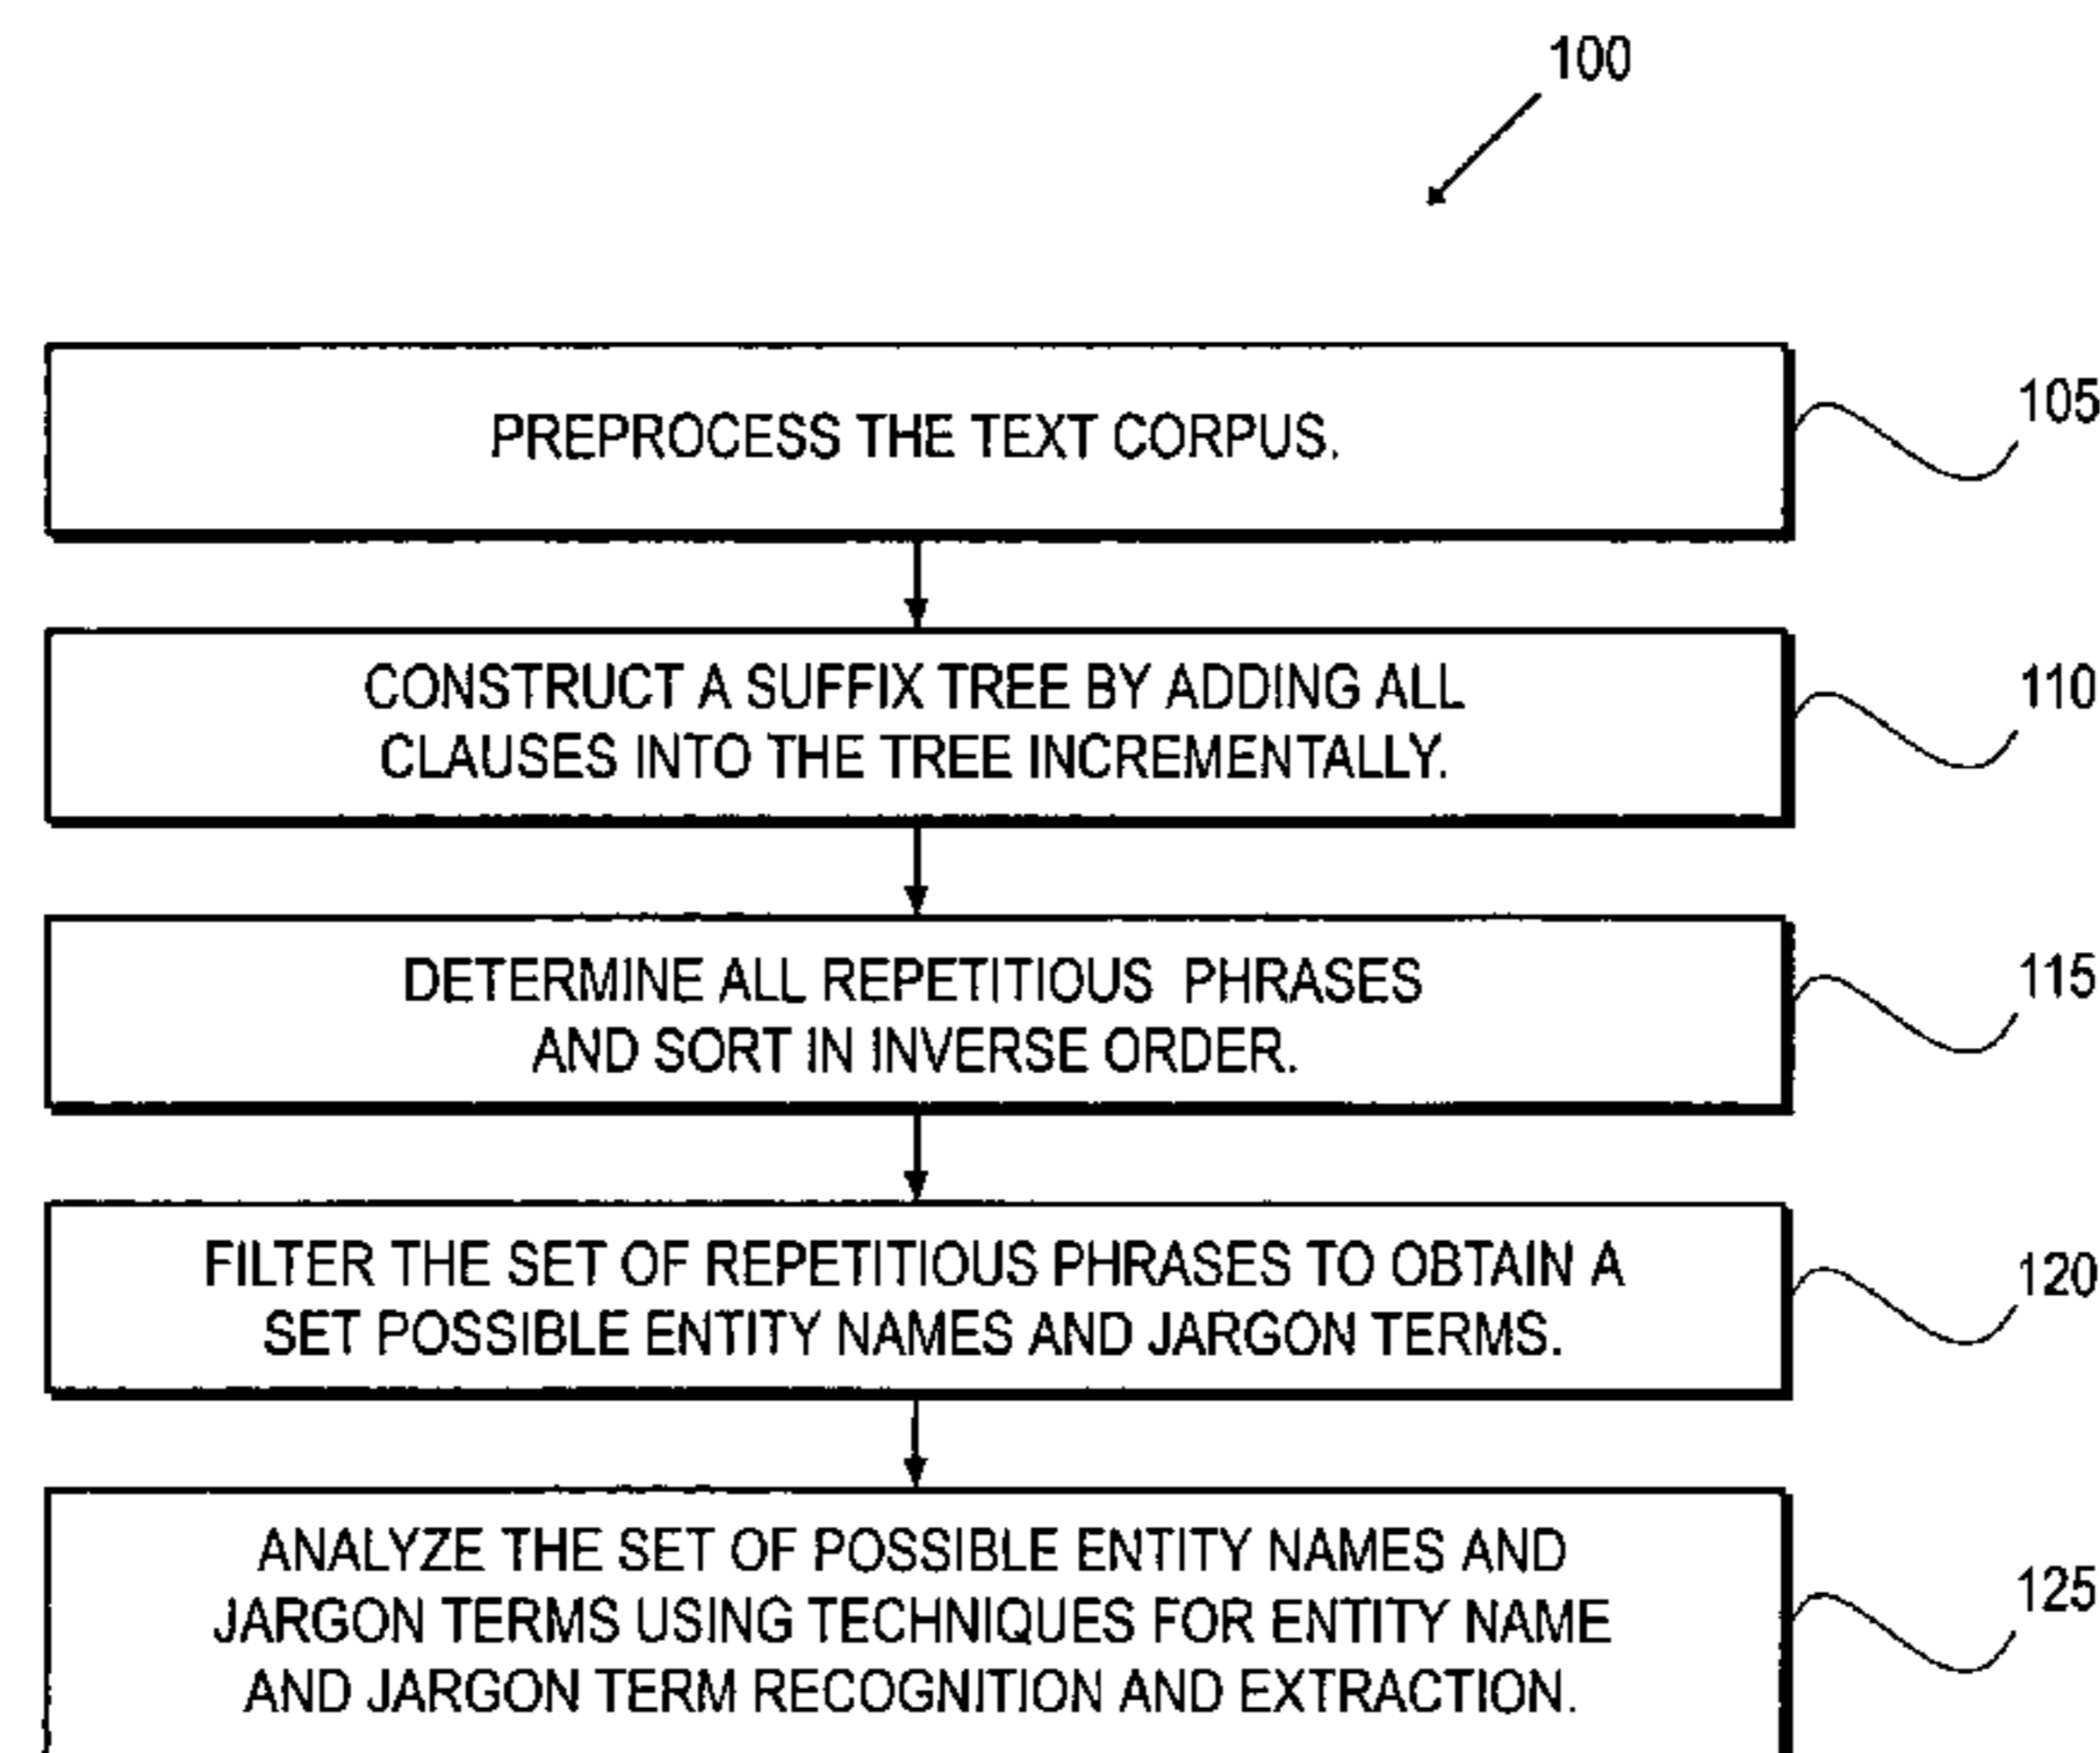 100
PREPROCESS THE TEXT CORPUS.
105
CONSTRUCT A SUFFIX TREE BY ADDING ALL
CLAUSES INTO THE TREE INCREMENTALLY.
110
DETERMINE ALL REPETITIOUS PHRASES
AND SORT IN INVERSE ORDER.
115
FILTER THE SET OF REPETITIOUS PHRASES TO OBTAIN A
SET POSSIBLE ENTITY NAMES AND JARGON TERMS.
120
ANALYZE THE SET OF POSSIBLE ENTITY NAMES AND
JARGON TERMS USING TECHNIQUES FOR ENTITY NAME
AND JARGON TERM RECOGNITION AND EXTRACTION.
125